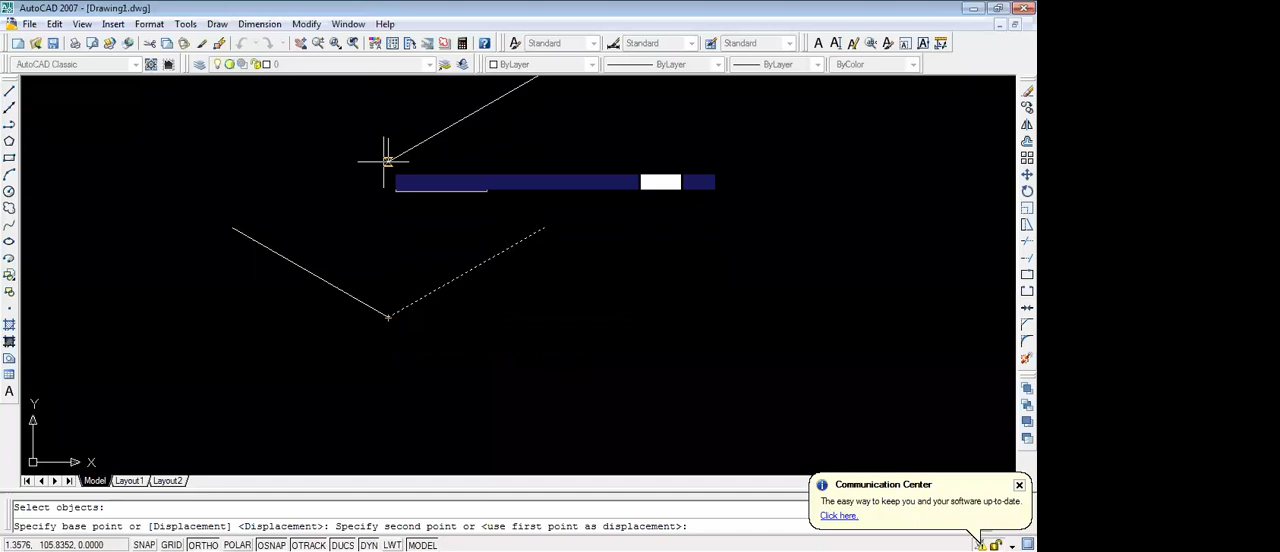 AutoCAD 2007 - [Drawing1.dwg]
File Edit View Insert Format Tools Draw Dimension Modify Window Help
Standard Standard Standard
AutoCAD Classic 0 ByLayer ByLayer ByLayer ByColor
A
Y
X
Model Layout1 Layout2
Communication Center
The easy way to keep you and your software up-to-date.
Click here.
Select objects:
Specify base point or [Displacement] <Displacement>: Specify second point or <use first point as displacement>:
1.3576, 105.8352, 0.0000 SNAP GRID ORTHO POLAR OSNAP OTRACK DUCS DYN LWT MODEL